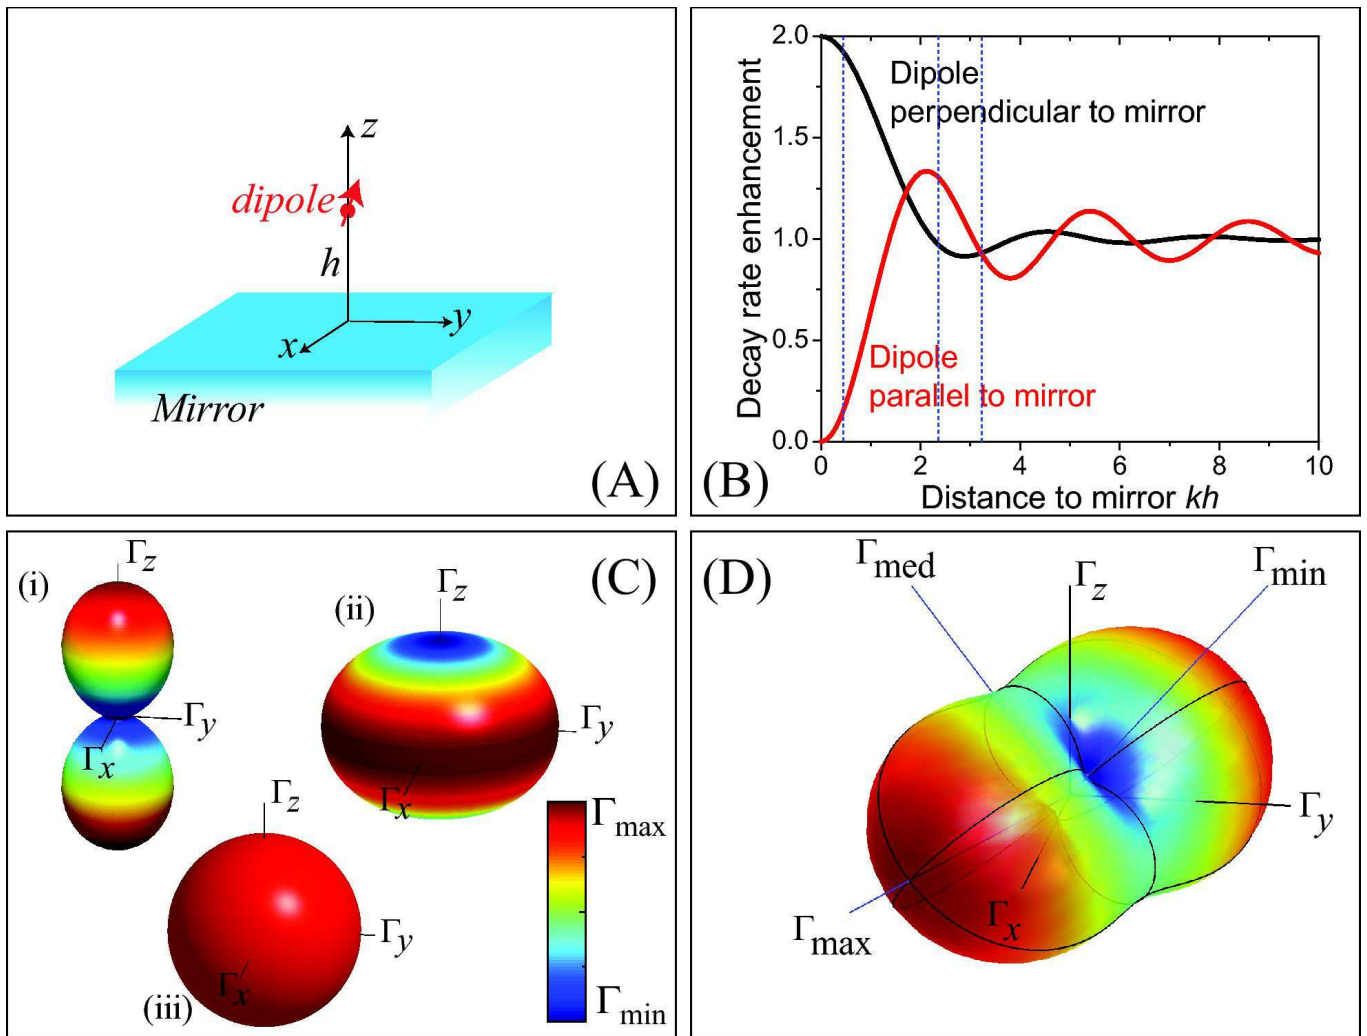 z
dipole
h
y
x
Mirror
(A)
2.0
1.5
1.0
0.5
0.0
0
2
4
6
8
10
Decay rate enhancement
Dipole
perpendicular to mirror
Dipole
parallel to mirror
Distance to mirror kh
(B)
(C)
(i)
Γz
Γy
Γx
(ii)
Γz
Γy
Γx
(iii)
Γz
Γy
Γx
Γmax
Γmin
(D)
Γmed
Γz
Γmin
Γy
Γx
Γmax